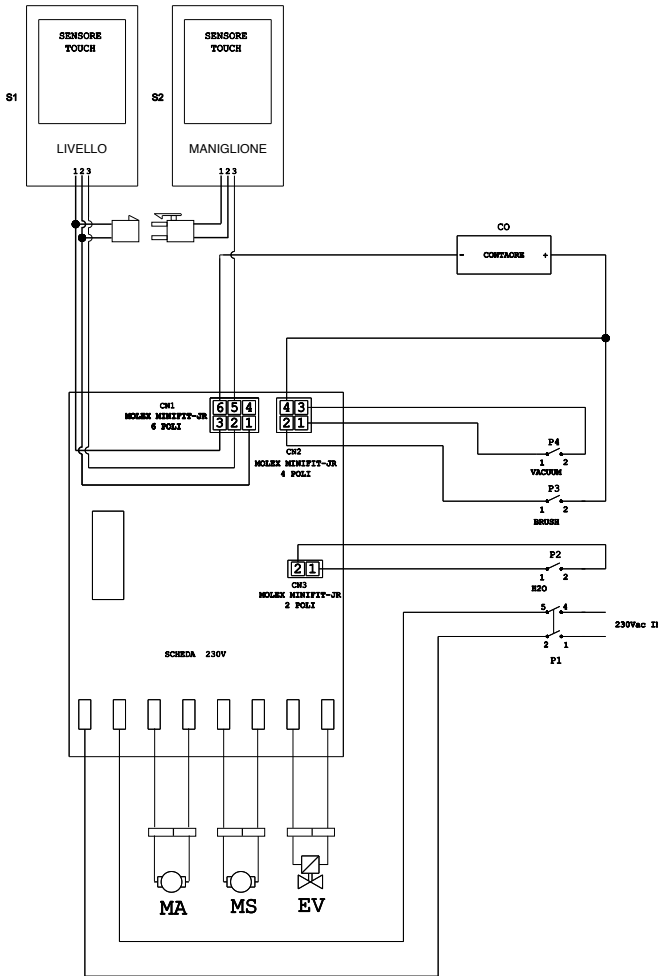 SENSORE
TOUCH
SENSORE
TOUCH
S1
S2
LIVELLO
MANIGLIONE
1 2 3
1 2 3
CO
- CONTAORE +
CN1
MOLEX MINIFIT-JR
6 POLI
6 5 4
3 2 1
4 3
2 1
CN2
MOLEX MINIFIT-JR
4 POLI
P4
1 2
VACUUM
P3
1 2
BRUSH
2 1
CN3
MOLEX MINIFIT-JR
2 POLI
P2
1 2
H2O
5 4
230Vac I
2 1
P1
SCHEDA 230V
MA
MS
EV